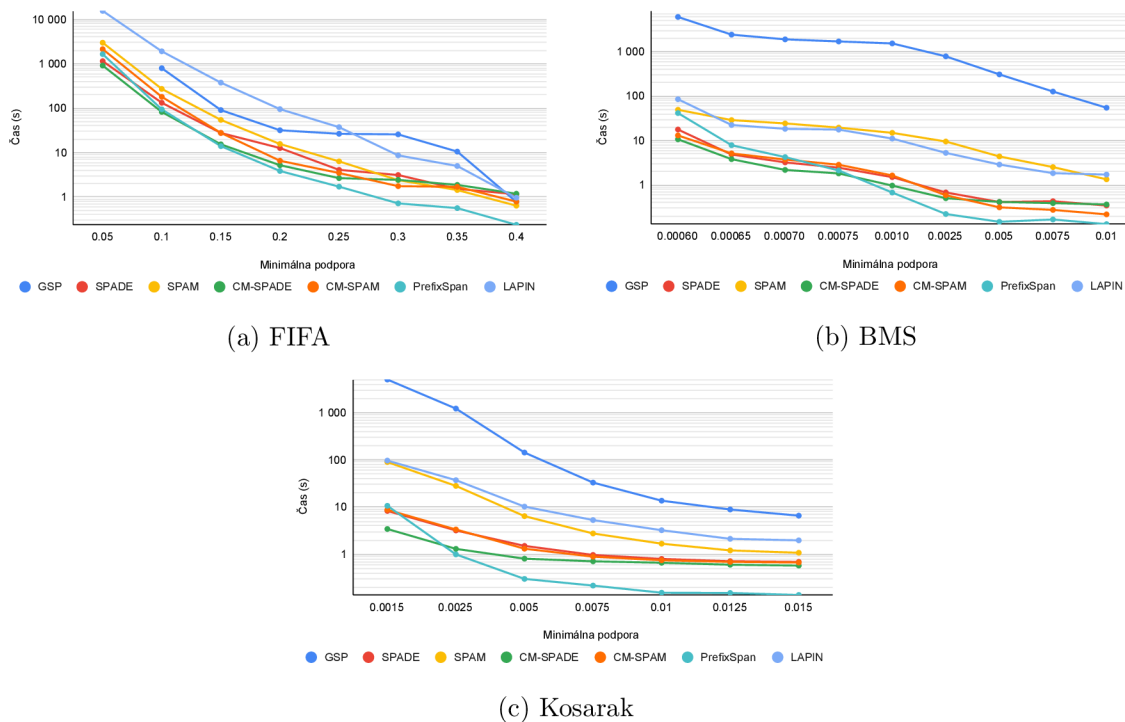 10 000
1 000
100
10
1
Čas (s)
0.05 0.1 0.15 0.2 0.25 0.3 0.35 0.4
Minimálna podpora
GSP SPADE SPAM CM-SPADE CM-SPAM PrefixSpan LAPIN
(a) FIFA
1 000
100
10
1
Čas (s)
0.00060 0.00065 0.00070 0.00075 0.0010 0.0025 0.005 0.0075 0.01
Minimálna podpora
GSP SPADE SPAM CM-SPADE CM-SPAM PrefixSpan LAPIN
(b) BMS
1 000
100
10
1
Čas (s)
0.0015 0.0025 0.005 0.0075 0.01 0.0125 0.015
Minimálna podpora
GSP SPADE SPAM CM-SPADE CM-SPAM PrefixSpan LAPIN
(c) Kosarak